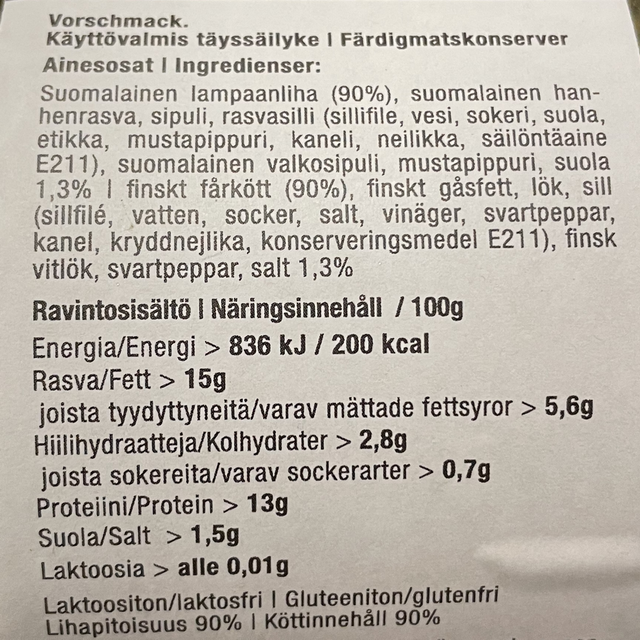 Vorschmack.
Käyttövalmis täyssäilyke | Färdigmatskonserver
Ainesosat | Ingredienser:
Suomalainen lampaanliha (90%), suomalainen han-
henrasva, sipuli, rasvasilli (sillifile, vesi, sokeri, suola,
etikka, mustapippuri, kaneli, neilikka, säilöntäaine
E211), suomalainen valkosipuli, mustapippuri, suola
1,3% | finskt fårkött (90%), finskt gåsfett, lök, sill
(sillfilé, vatten, socker, salt, vinäger, svartpeppar,
kanel, kryddnejlika, konserveringsmedel E211), finsk
vitlök, svartpeppar, salt 1,3%
Ravintosisältö | Näringsinnehåll / 100g
Energia/Energi > 836 kJ / 200 kcal
Rasva/Fett > 15g
joista tyydyttyneitä/varav mättade fettsyror > 5,6g
Hiilihydraatteja/Kolhydrater > 2,8g
joista sokereita/varav sockerarter > 0,7g
Proteiini/Protein > 13g
Suola/Salt > 1,5g
Laktoosia > alle 0,01g
Laktoositon/laktosfri | Gluteeniton/glutenfri
Lihapitoisuus 90% | Köttinnehåll 90%